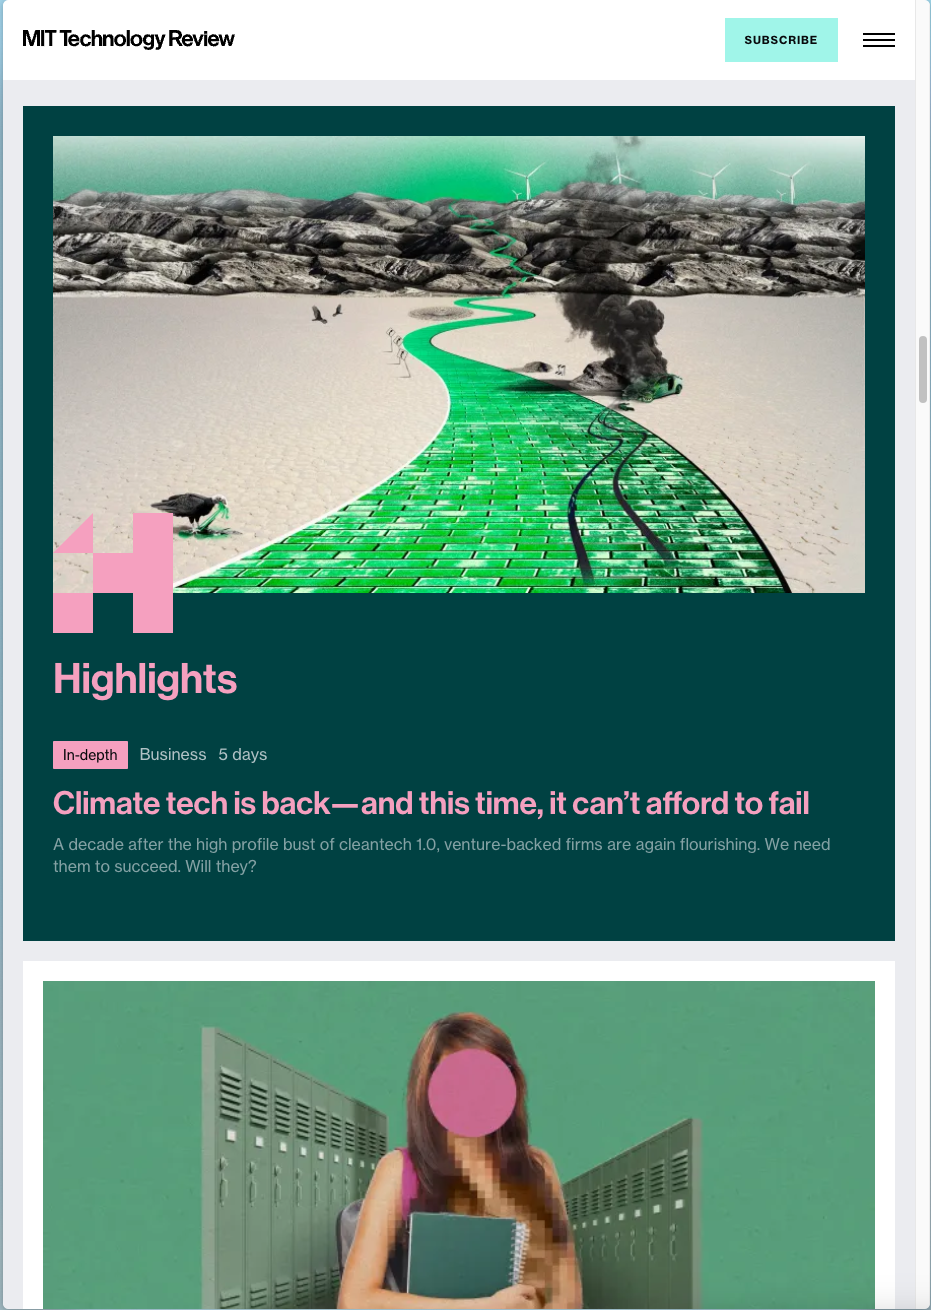 MIT Technology Review
SUBSCRIBE
H
Highlights
In-depth Business 5 days
Climate tech is back—and this time, it can’t afford to fail
A decade after the high profile bust of cleantech 1.0, venture-backed firms are again flourishing. We need
them to succeed. Will they?